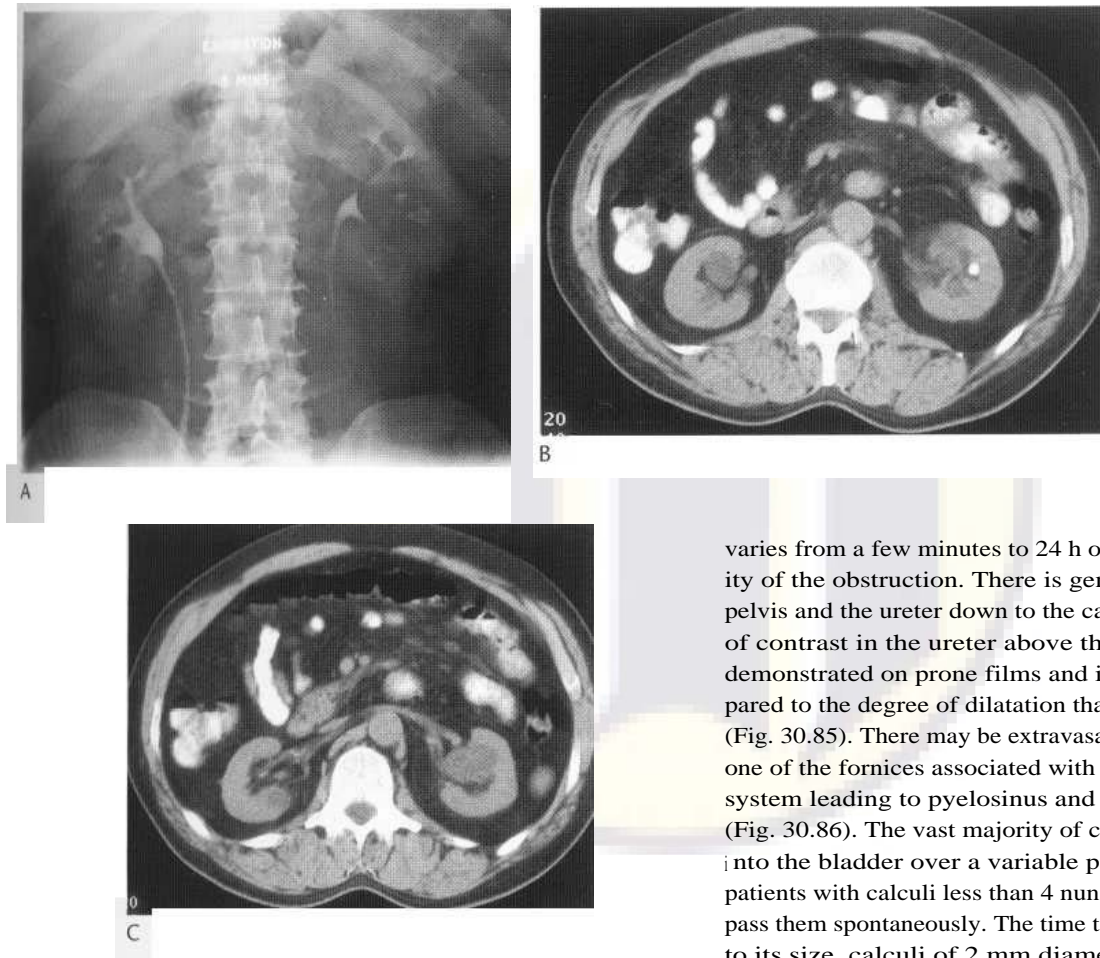 MINS
A
20
B
0
C
varies from a few minutes to 24 h o
ity of the obstruction. There is ger
pelvis and the ureter down to the ca
of contrast in the ureter above th
demonstrated on prone films and i
pared to the degree of dilatation tha
(Fig. 30.85). There may be extravasa
one of the fornices associated with
system leading to pyelosinus and
(Fig. 30.86). The vast majority of c
into the bladder over a variable p
patients with calculi less than 4 nun
pass them spontaneously. The time t
to its size, calculi of 2 mm diame